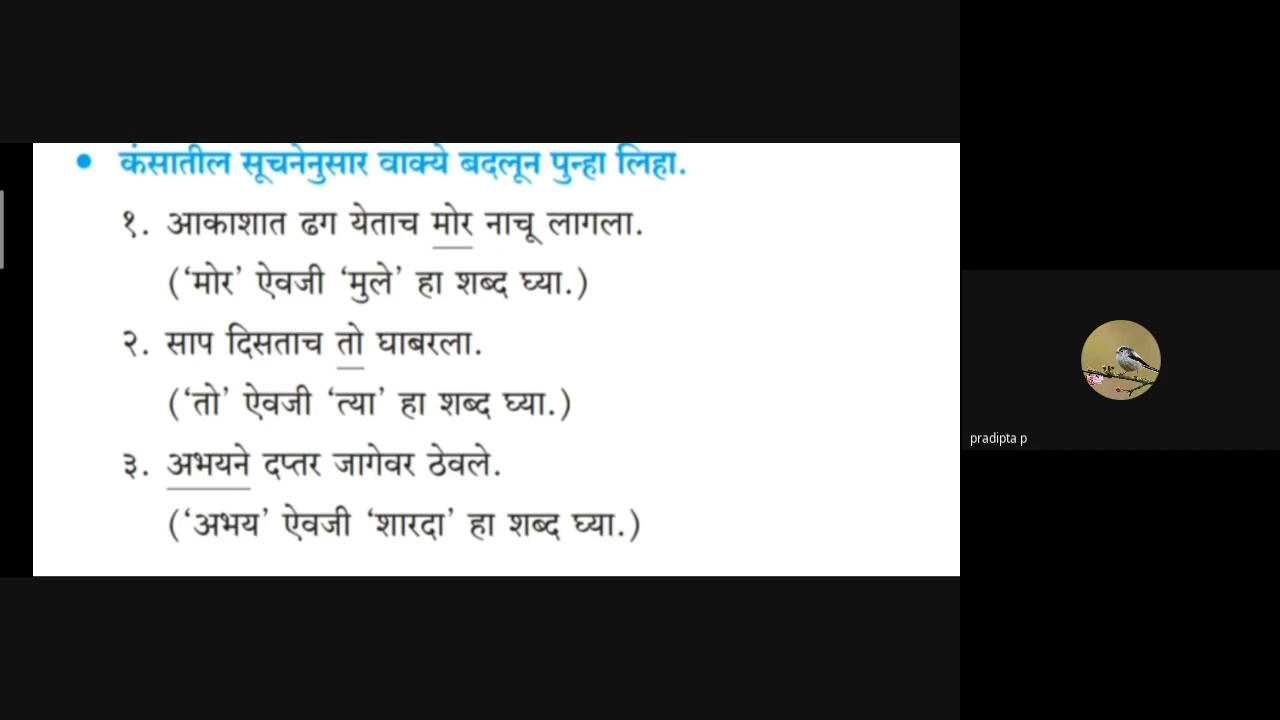 • कंसातील सूचनेनुसार वाक्ये बदलून पुन्हा लिहा.
१. आकाशात ढग येताच मोर नाचू लागला.
(‘मोर’ ऐवजी ‘मुले’ हा शब्द घ्या.)
२. साप दिसताच तो घाबरला.
(‘तो’ ऐवजी ‘त्या’ हा शब्द घ्या.)
३. अभयने दप्तर जागेवर ठेवले.
(‘अभय’ ऐवजी ‘शारदा’ हा शब्द घ्या.)
pradipta p